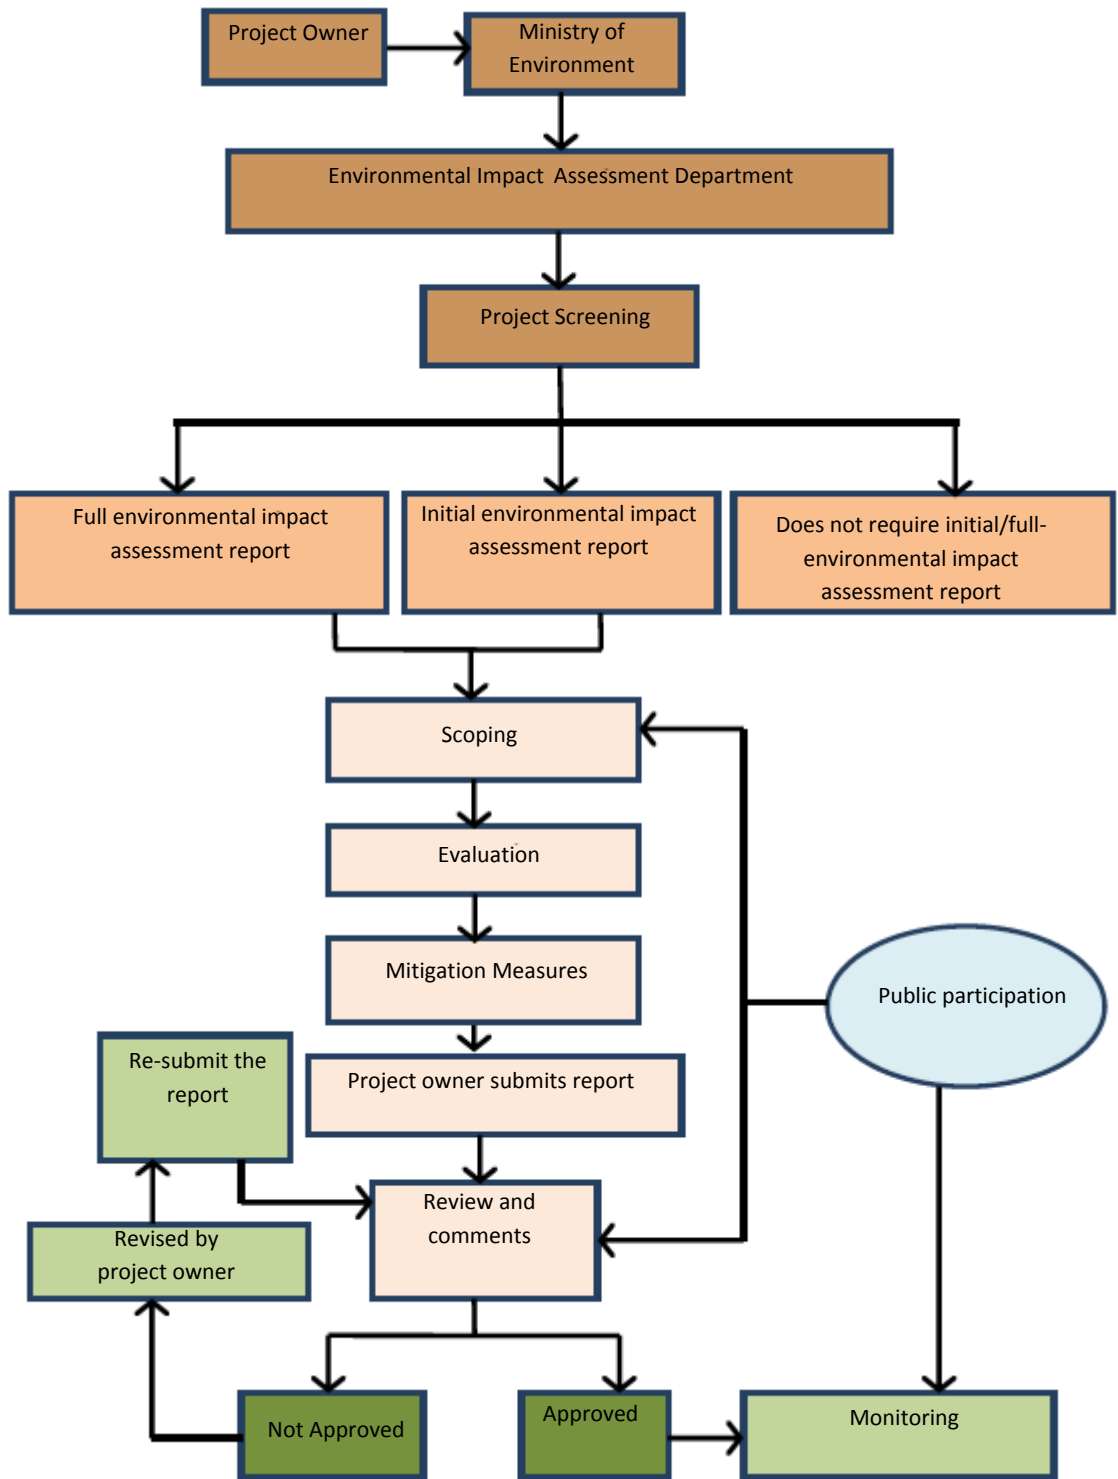 Project Owner
Ministry of
Environment
Environmental Impact Assessment Department
Project Screening
Full environmental impact
assessment report
Initial environmental impact
assessment report
Does not require initial/full-
environmental impact
assessment report
Scoping
Evaluation
Mitigation Measures
Public participation
Re-submit the
report
Project owner submits report
Review and
comments
Revised by
project owner
Not Approved
Approved
Monitoring